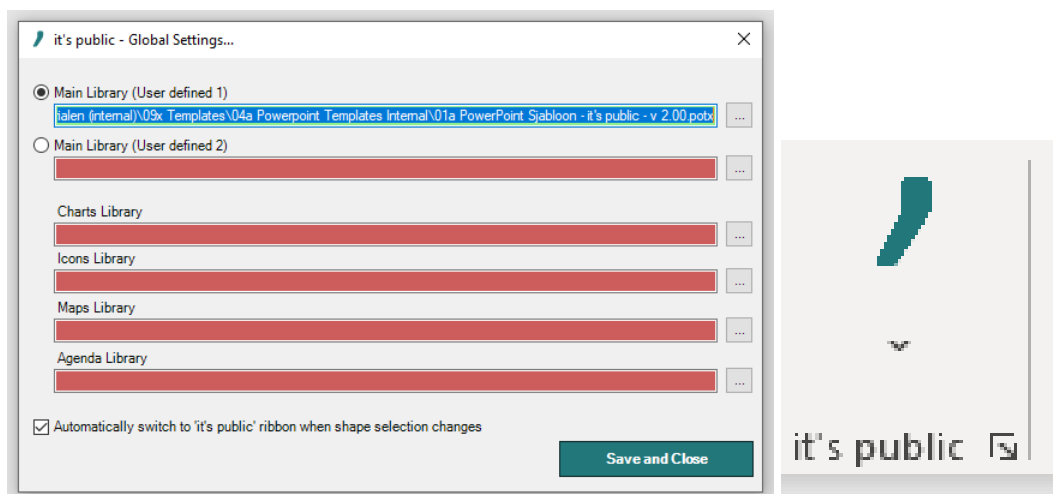 it's public - Global Settings...
Main Library (User defined 1)
ialen (internal)\09x Templates\04a Powerpoint Templates Internal\01a PowerPoint Sjabloon - it's public - v 2.00.potx
...
Main Library (User defined 2)
...
Charts Library
...
Icons Library
...
Maps Library
...
Agenda Library
...
Automatically switch to 'it's public' ribbon when shape selection changes
Save and Close
it's public